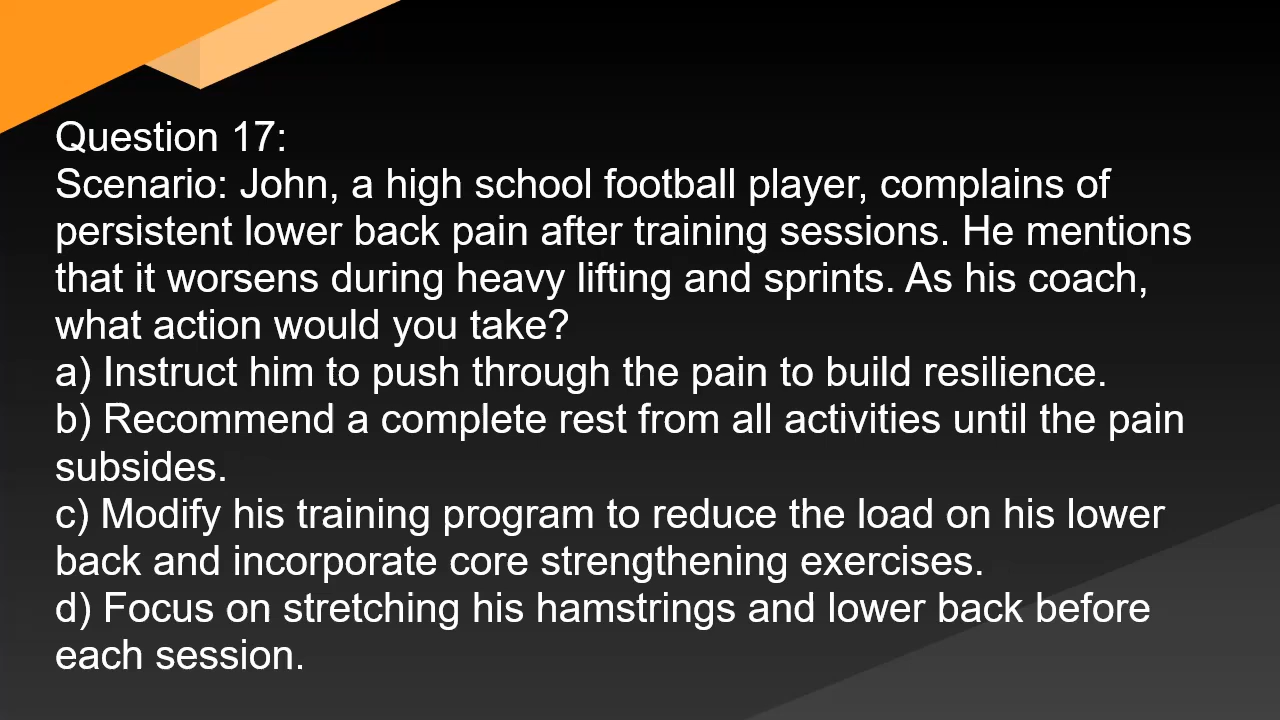 Question 17:
Scenario: John, a high school football player, complains of
persistent lower back pain after training sessions. He mentions
that it worsens during heavy lifting and sprints. As his coach,
what action would you take?
a) Instruct him to push through the pain to build resilience.
b) Recommend a complete rest from all activities until the pain
subsides.
c) Modify his training program to reduce the load on his lower
back and incorporate core strengthening exercises.
d) Focus on stretching his hamstrings and lower back before
each session.